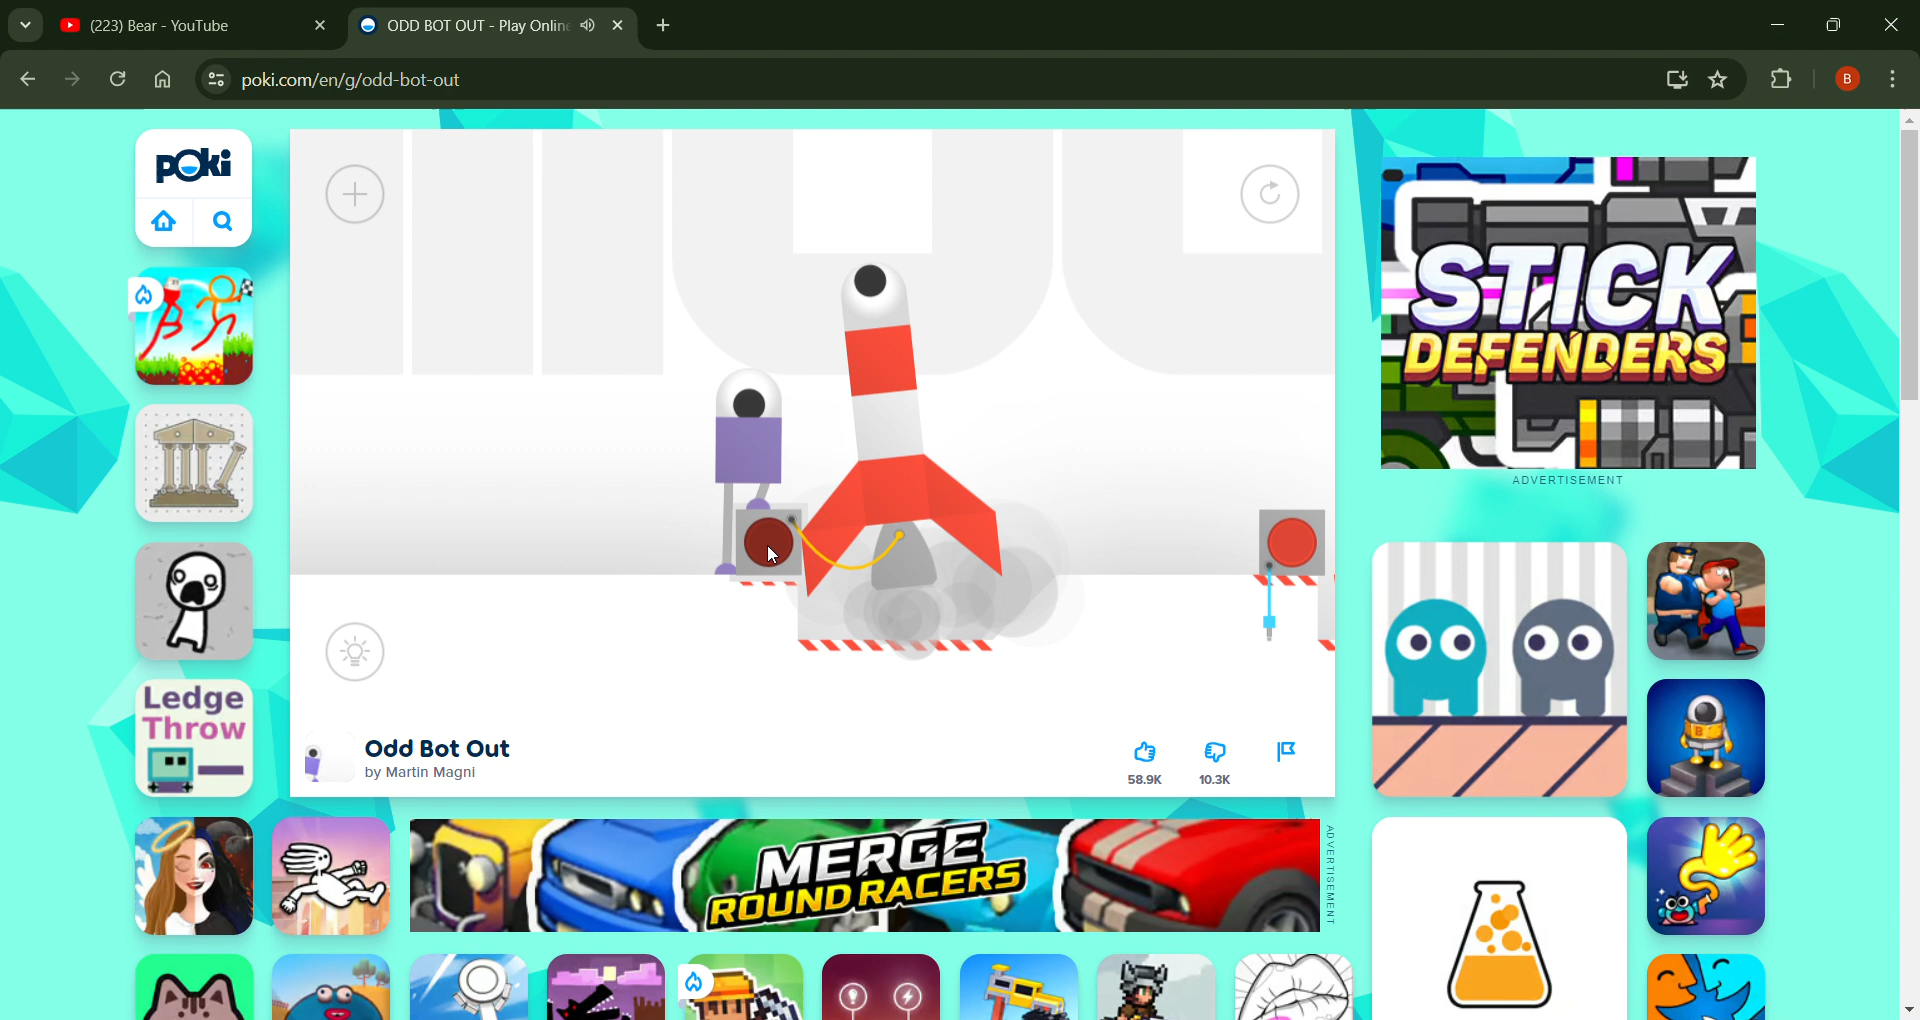 (223) Bear - YouTube
ODD BOT OUT - Play Online
poki.com/en/g/odd-bot-out
B
poki
STICK
DEFENDERS
ADVERTISEMENT
Ledge
Throw
Odd Bot Out
by Martin Magni
58.9K
10.3K
MERGE
ROUND RACERS
ADVERTISEMENT